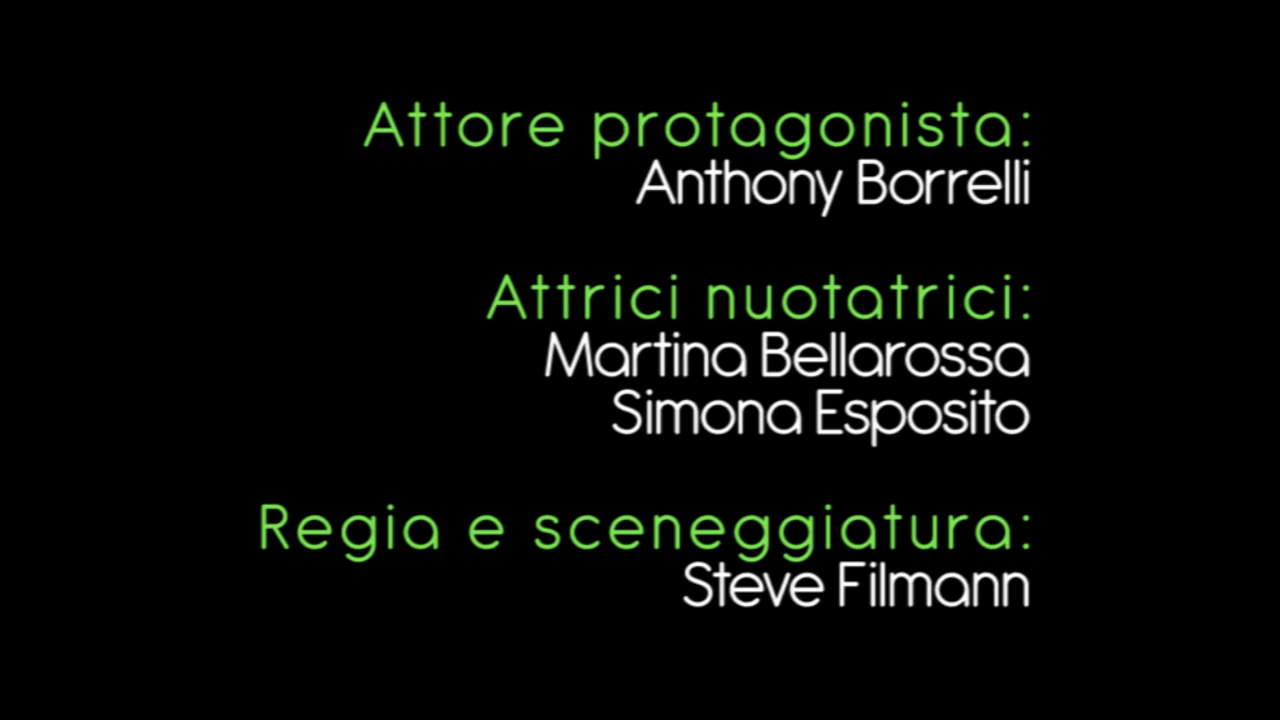 Attore protagonista:
Anthony Borrelli
Attrici nuotatrici:
Martina Bellarossa
Simona Esposito
Regia e sceneggiatura:
Steve Filmann